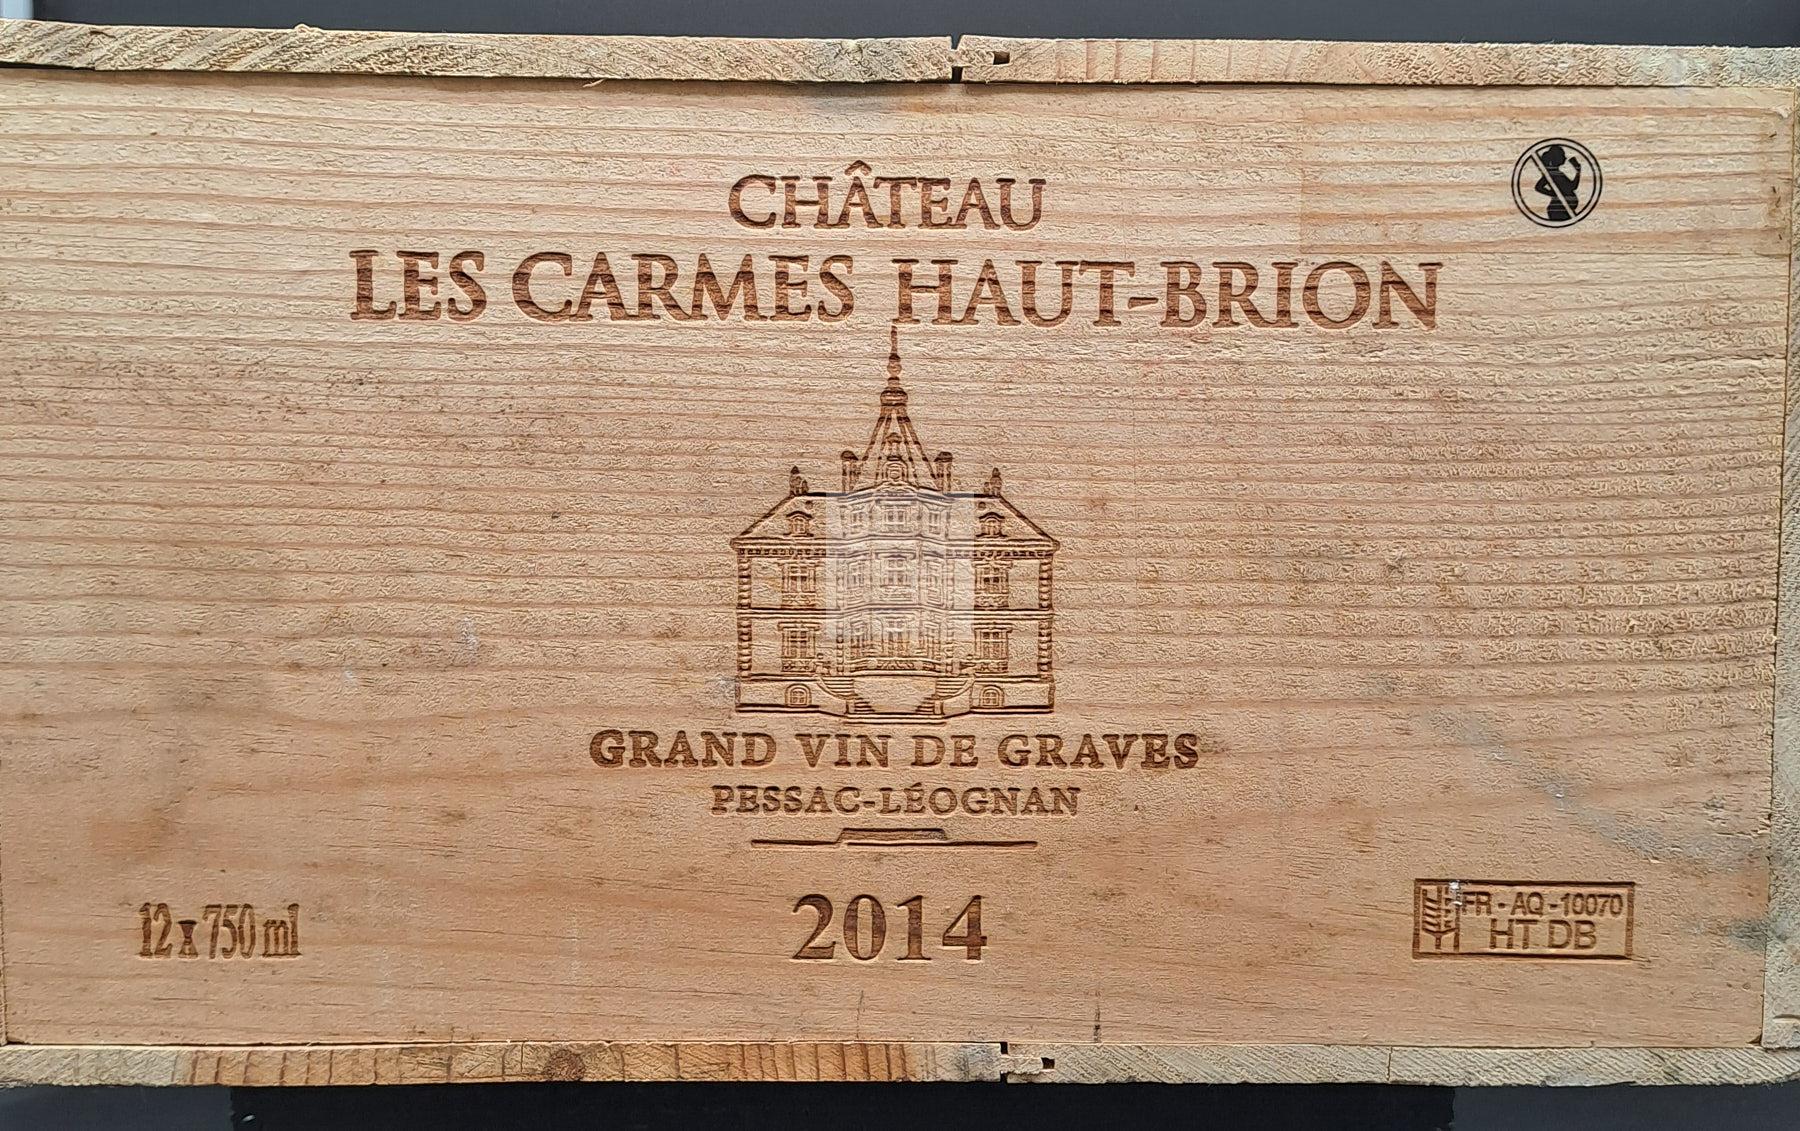 CHÂTEAU
LES CARMES HAUT-BRION
GRAND VIN DE GRAVES
PESSAC-LÉOGNAN
2014
12 x 750 ml
FR - AQ - 10070
HT DB